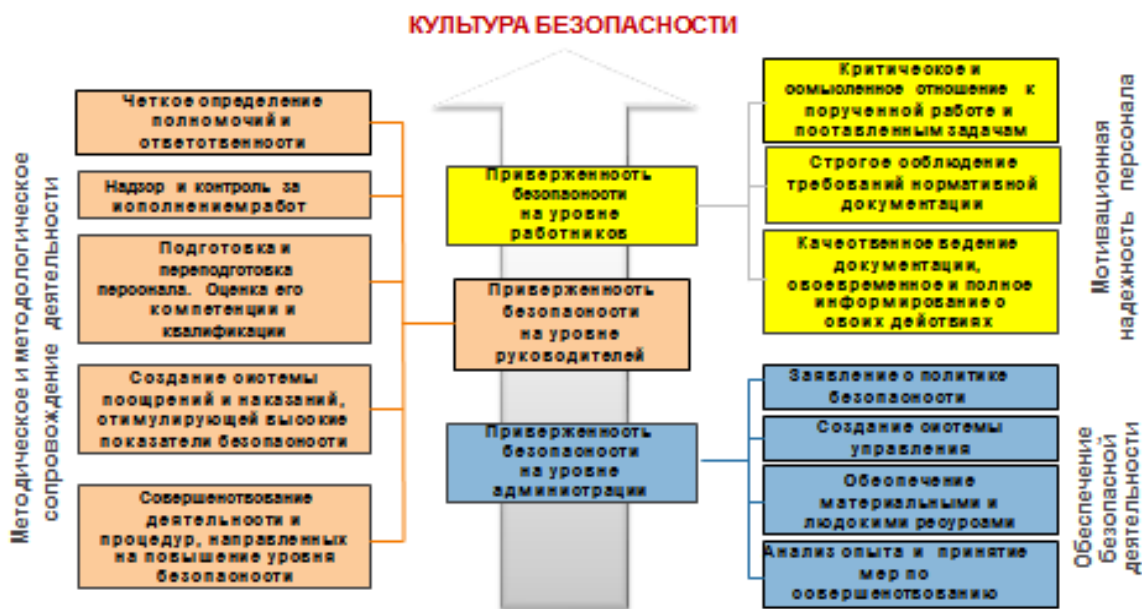 КУЛЬТУРА БЕЗОПАСНОСТИ
Методическое и методологическое
сопровождение деятельности
Четкое определение
полномочий и
ответственности
Надзор и контроль за
исполнением работ
Подготовка и
переподготовка
персонала. Оценка его
компетенции и
квалификации
Создание системы
поощрений и наказаний,
стимулирующей высокие
показатели безопасности
Совершенствование
деятельности и
процедур, направленных
на повышение уровня
безопасности
Приверженность
безопасности
на уровне
работников
Приверженность
безопасности
на уровне
руководителей
Приверженность
безопасности
на уровне
администрации
Критическое и
осмысленное отношение к
порученной работе и
поставленным задачам
Строгое соблюдение
требований нормативной
документации
Качественное ведение
документации,
своевременное и полное
информирование о
своих действиях
Мотивационная
надежность персонала
Заявление о политике
безопасности
Создание системы
управления
Обеспечение
материальными и
людскими ресурсами
Анализ опыта и принятие
мер по
совершенствованию
Обеспечение
безопасной
деятельности